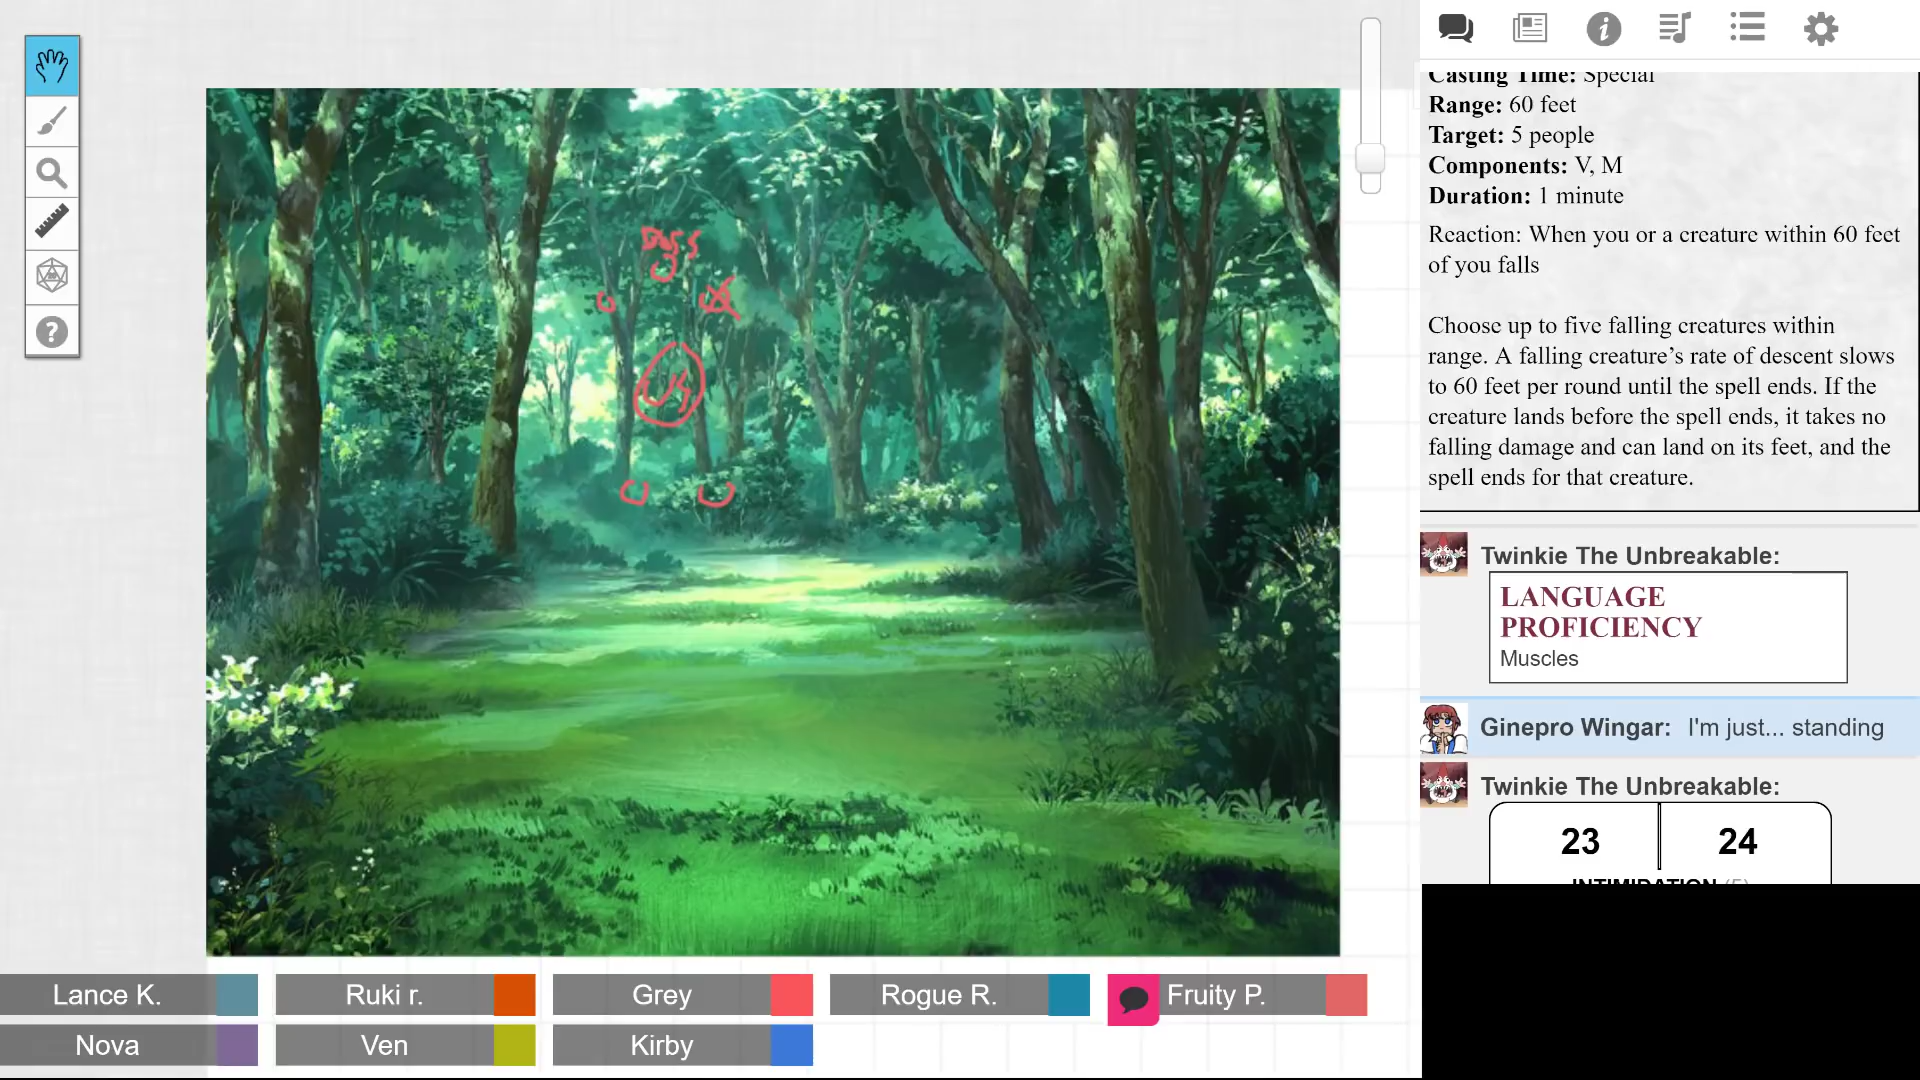 Casting Time: Special
Range: 60 feet
Target: 5 people
Components: V, M
Duration: 1 minute
Reaction: When you or a creature within 60 feet
of you falls
Choose up to five falling creatures within
range. A falling creature’s rate of descent slows
to 60 feet per round until the spell ends. If the
creature lands before the spell ends, it takes no
falling damage and can land on its feet, and the
spell ends for that creature.
Twinkie The Unbreakable:
LANGUAGE
PROFICIENCY
Muscles
Ginepro Wingar: I'm just... standing
Twinkie The Unbreakable:
23 24
INTIMIDATION (5)
US
Lance K. Ruki r. Grey Rogue R. Fruity P.
Nova Ven Kirby